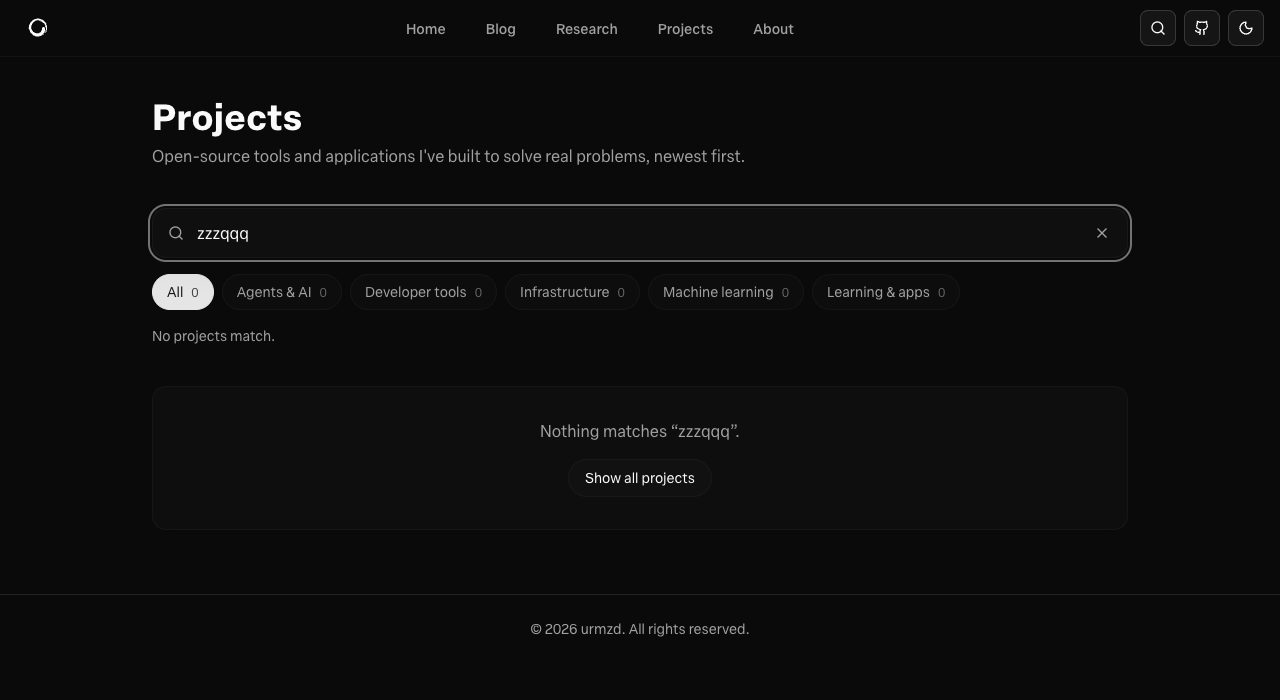 Home Blog Research Projects About
Projects
Open-source tools and applications I've built to solve real problems, newest first.
zzzqqq
All 0 Agents & AI 0 Developer tools 0 Infrastructure 0 Machine learning 0 Learning & apps 0
No projects match.
Nothing matches “zzzqqq”.
Show all projects
© 2026 urmzd. All rights reserved.